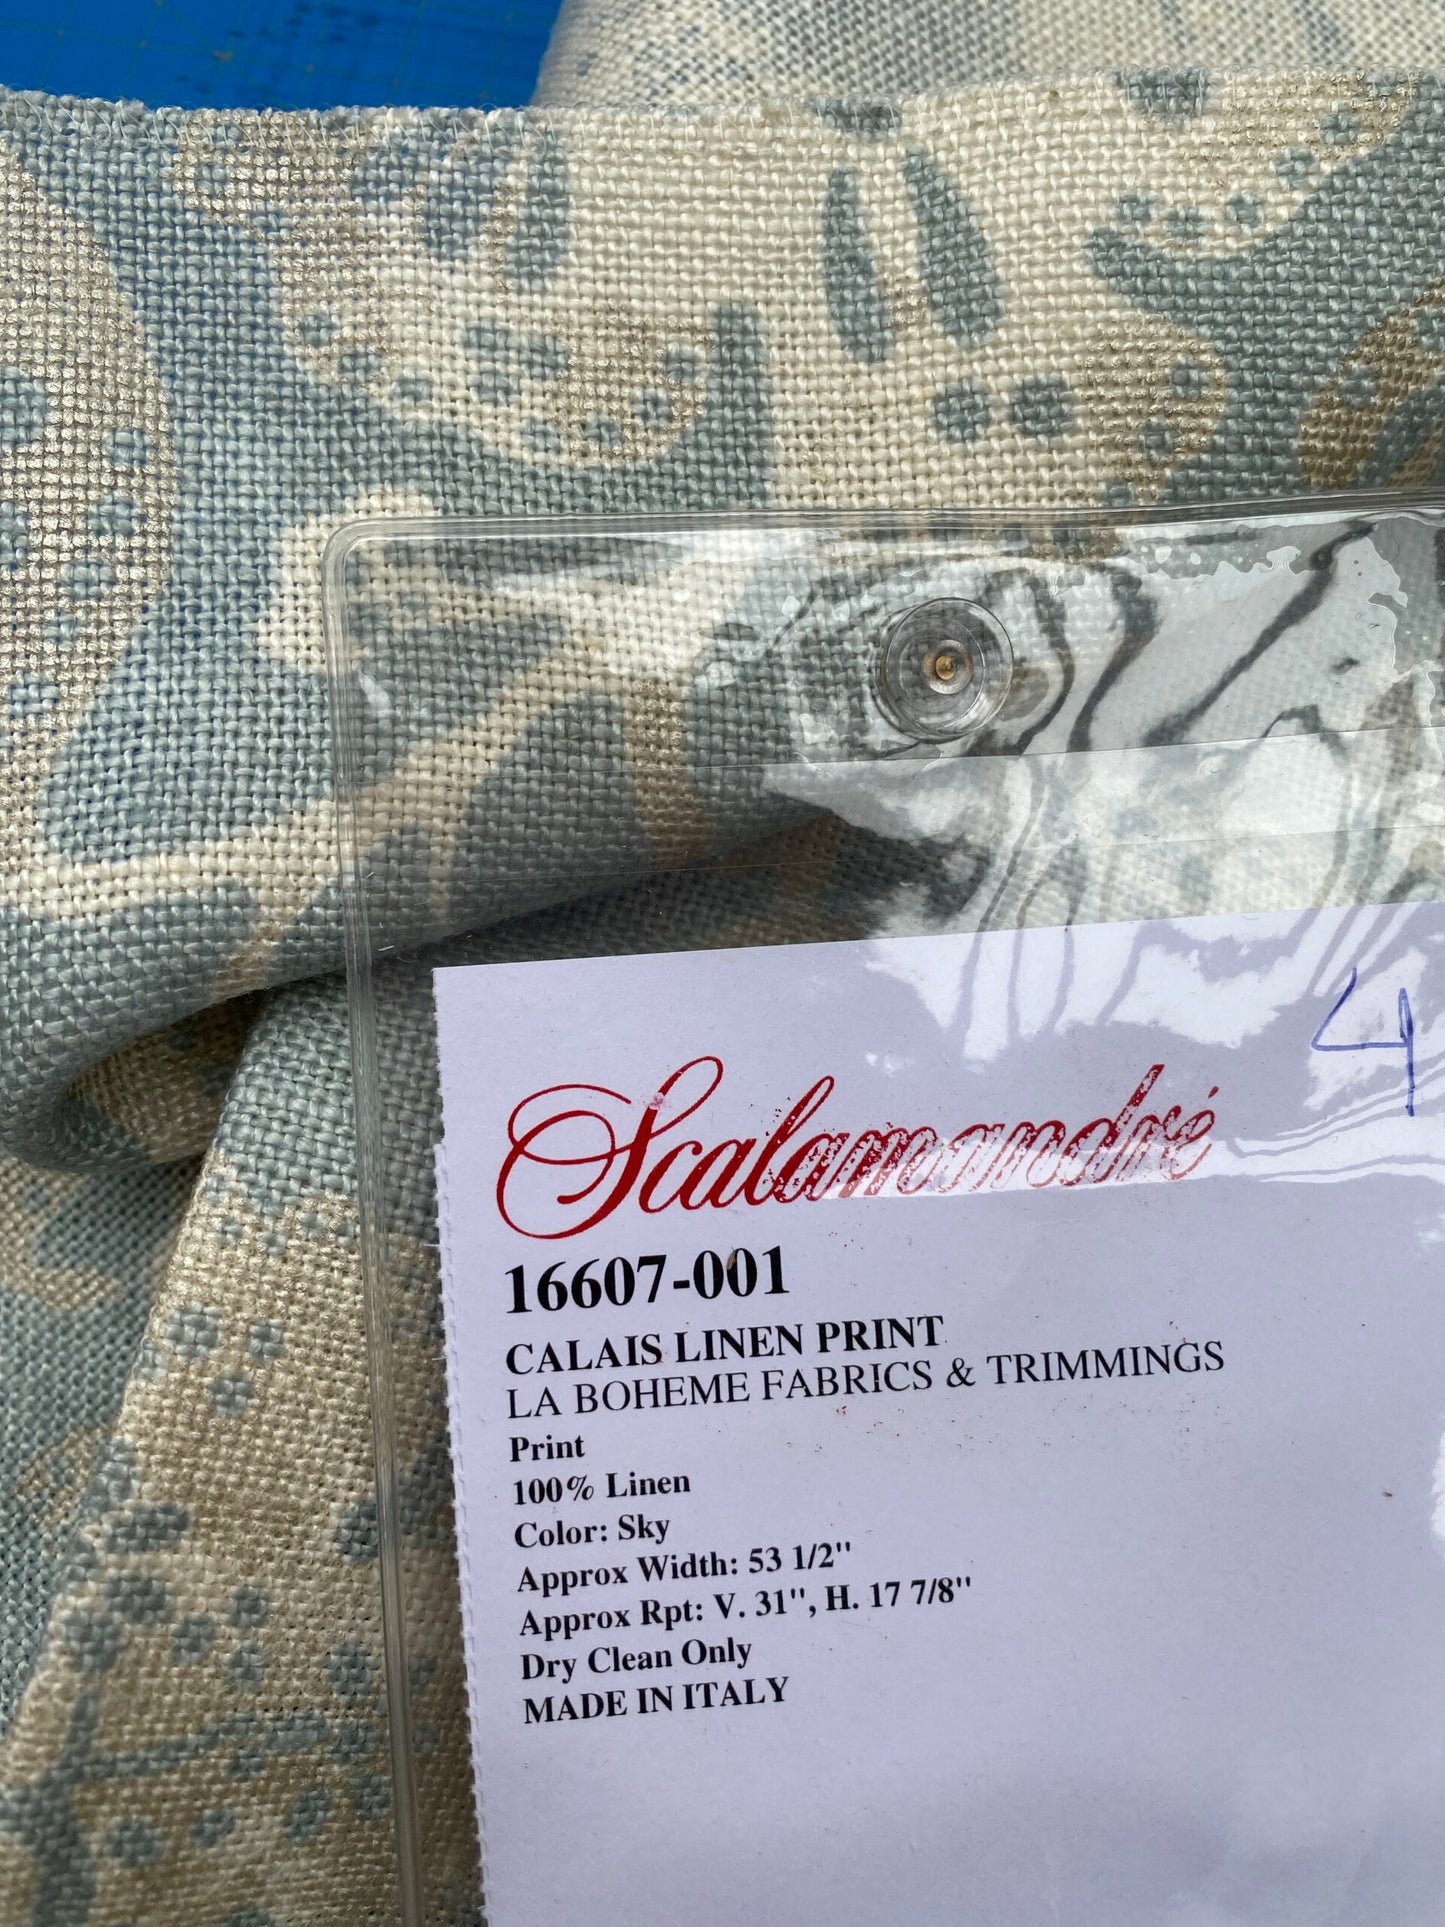 4
Scalamandré
16607-001
CALAIS LINEN PRINT
LA BOHEME FABRICS & TRIMMINGS
Print
100% Linen
Color: Sky
Approx Width: 53 1/2"
Approx Rpt: V. 31", H. 17 7/8"
Dry Clean Only
MADE IN ITALY